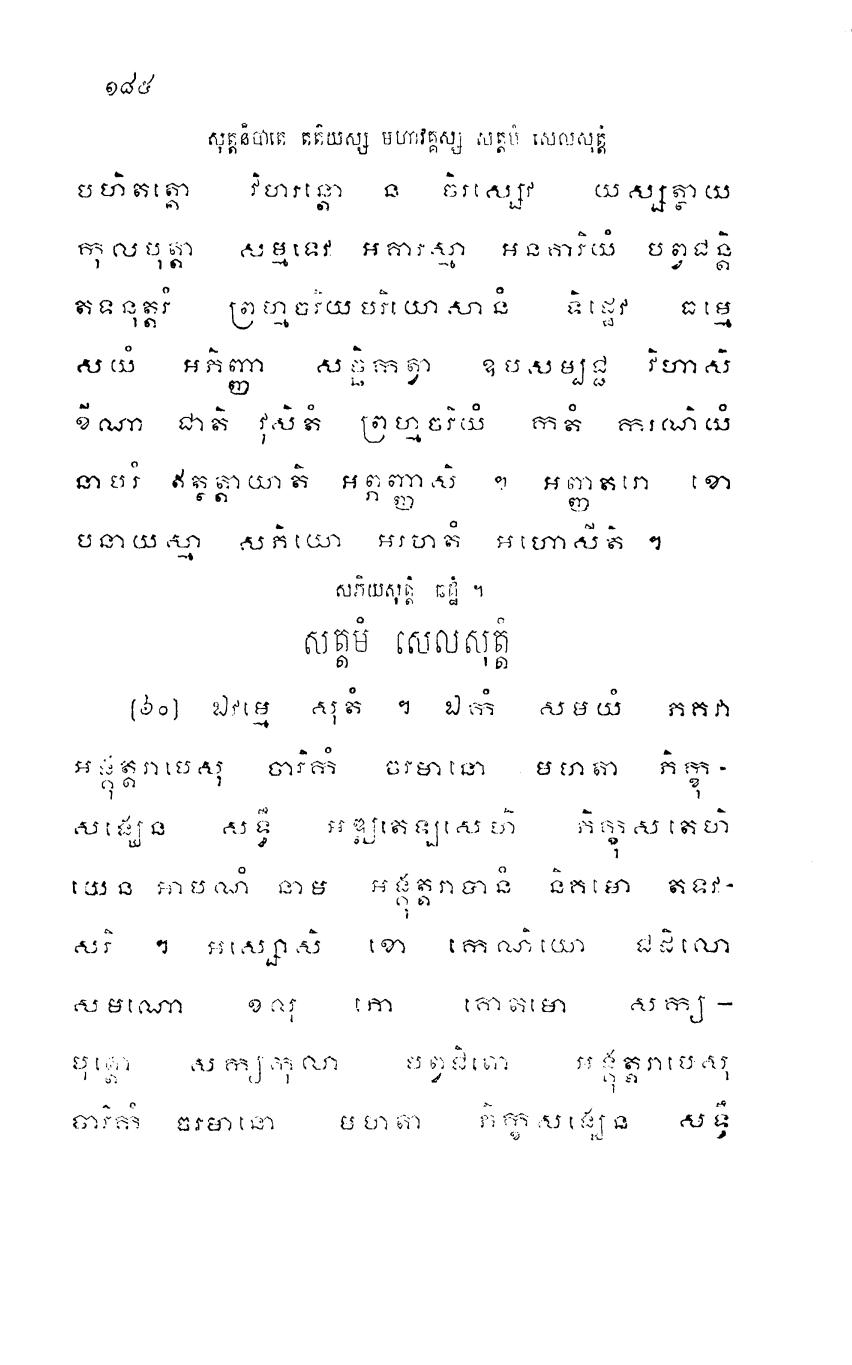 ១៨៤
សុត្តនិបាតេ តតិយស្ស មហាវគ្គស្ស សត្តមំ សេលសុត្តំ
បហិតត្តោ វិហរន្តោ ន ចិរស្សេវ យស្សត្ថាយ
កុលបុត្តា សម្មទេវ អគារស្មា អនគារិយំ បព្វជន្តិ
តទនុត្តរំ ព្រហ្មចរិយបរិយោសានំ ទិដ្ឋេវ ធម្មេ
សយំ អភិញ្ញា សច្ឆិកត្វា ឧបសម្បជ្ជ វិហាសិ
ខីណា ជាតិ វុសិតំ ព្រហ្មចរិយំ កតំ ករណិយំ
នាបរំ ឥត្ថត្តាយាតិ អព្ភញ្ញាសិ ។ អញ្ញតរោ ខោ
បនាយស្មា សភិយោ អរហតំ អហោសីតិ ។
សភិយសុត្តំ ឆដ្ឋំ ។
សត្តមំ សេលសុត្តំ
[៦០] ឯវម្មេ សុតំ ។ ឯកំ សមយំ ភគវា
អង្គុត្តរាបេសុ ចារិកំ ចរមានោ មហតា ភិក្ខុ-
សង្ឃេន សទ្ធឹ អឌ្ឍតេឡសេហិ ភិក្ខុសតេហិ
យេន អាបណំ នាម អង្គុត្តរាបានំ និគមោ តទវ-
សរិ ។ អស្សោសិ ខោ កេណិយោ ជដិលោ
សមណោ ខលុ ភោ គោតមោ សក្យ-
បុត្តោ សក្យកុលា បព្វជិតោ អង្គុត្តរាបេសុ
ចារិកំ ចរមានោ មហតា ភិក្ខុសង្ឃេន សទ្ធឹ